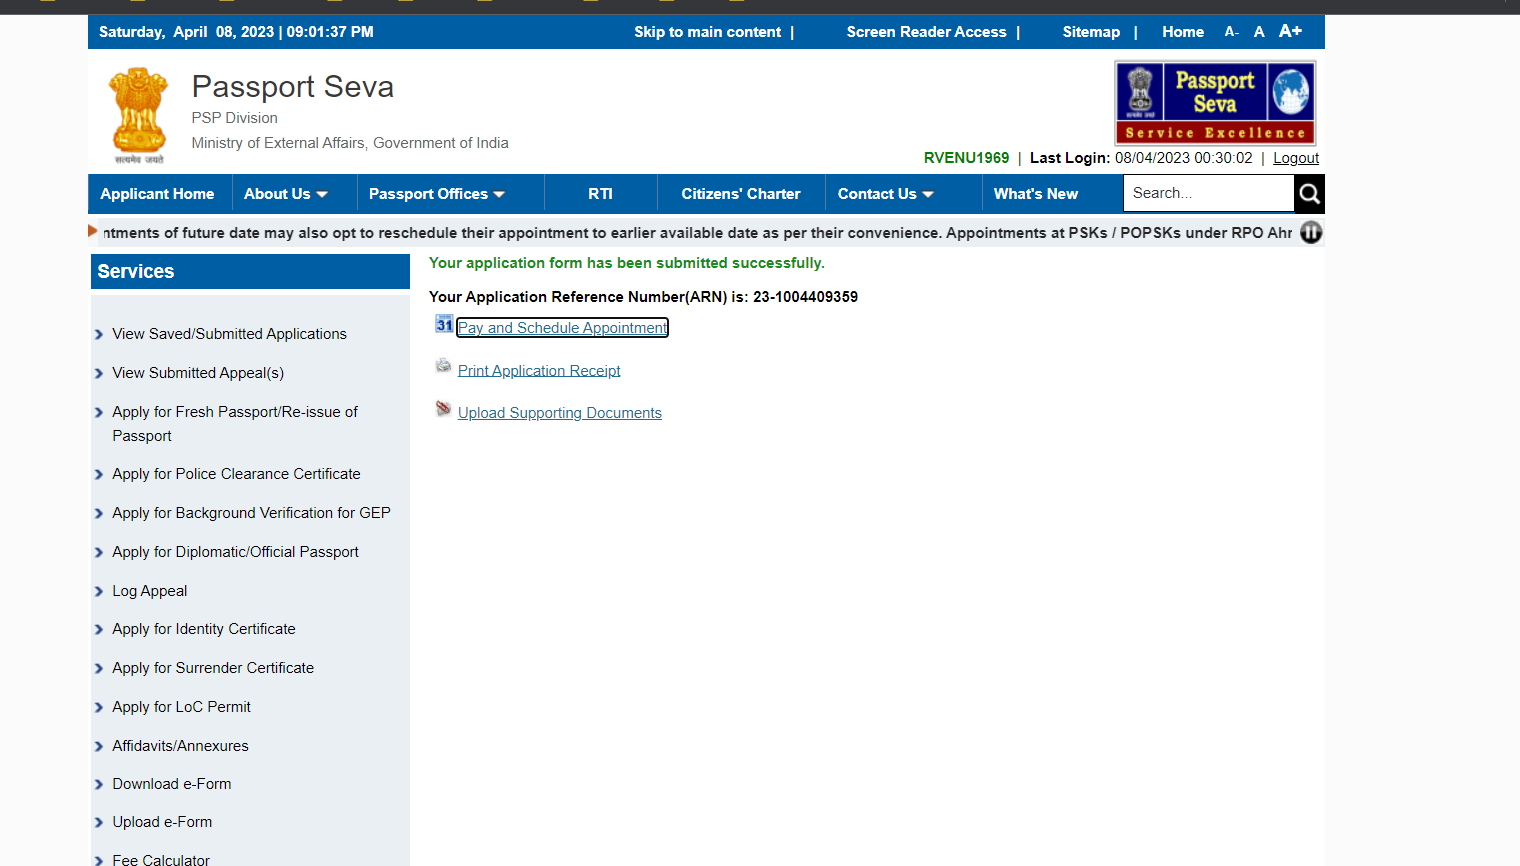 Saturday, April 08, 2023 | 09:01:37 PM
Skip to main content | Screen Reader Access | Sitemap | Home A- A A+
Passport Seva
PSP Division
Ministry of External Affairs, Government of India
सत्यमेव जयते
Passport
Seva
Service Excellence
RVENU1969 | Last Login: 08/04/2023 00:30:02 | Logout
Applicant Home About Us Passport Offices RTI Citizens' Charter Contact Us What's New Search...
ntments of future date may also opt to reschedule their appointment to earlier available date as per their convenience. Appointments at PSKs / POPSKs under RPO Ahr
Services
View Saved/Submitted Applications
View Submitted Appeal(s)
Apply for Fresh Passport/Re-issue of
Passport
Apply for Police Clearance Certificate
Apply for Background Verification for GEP
Apply for Diplomatic/Official Passport
Log Appeal
Apply for Identity Certificate
Apply for Surrender Certificate
Apply for LoC Permit
Affidavits/Annexures
Download e-Form
Upload e-Form
Fee Calculator
Your application form has been submitted successfully.
Your Application Reference Number(ARN) is: 23-1004409359
31 Pay and Schedule Appointment
Print Application Receipt
Upload Supporting Documents